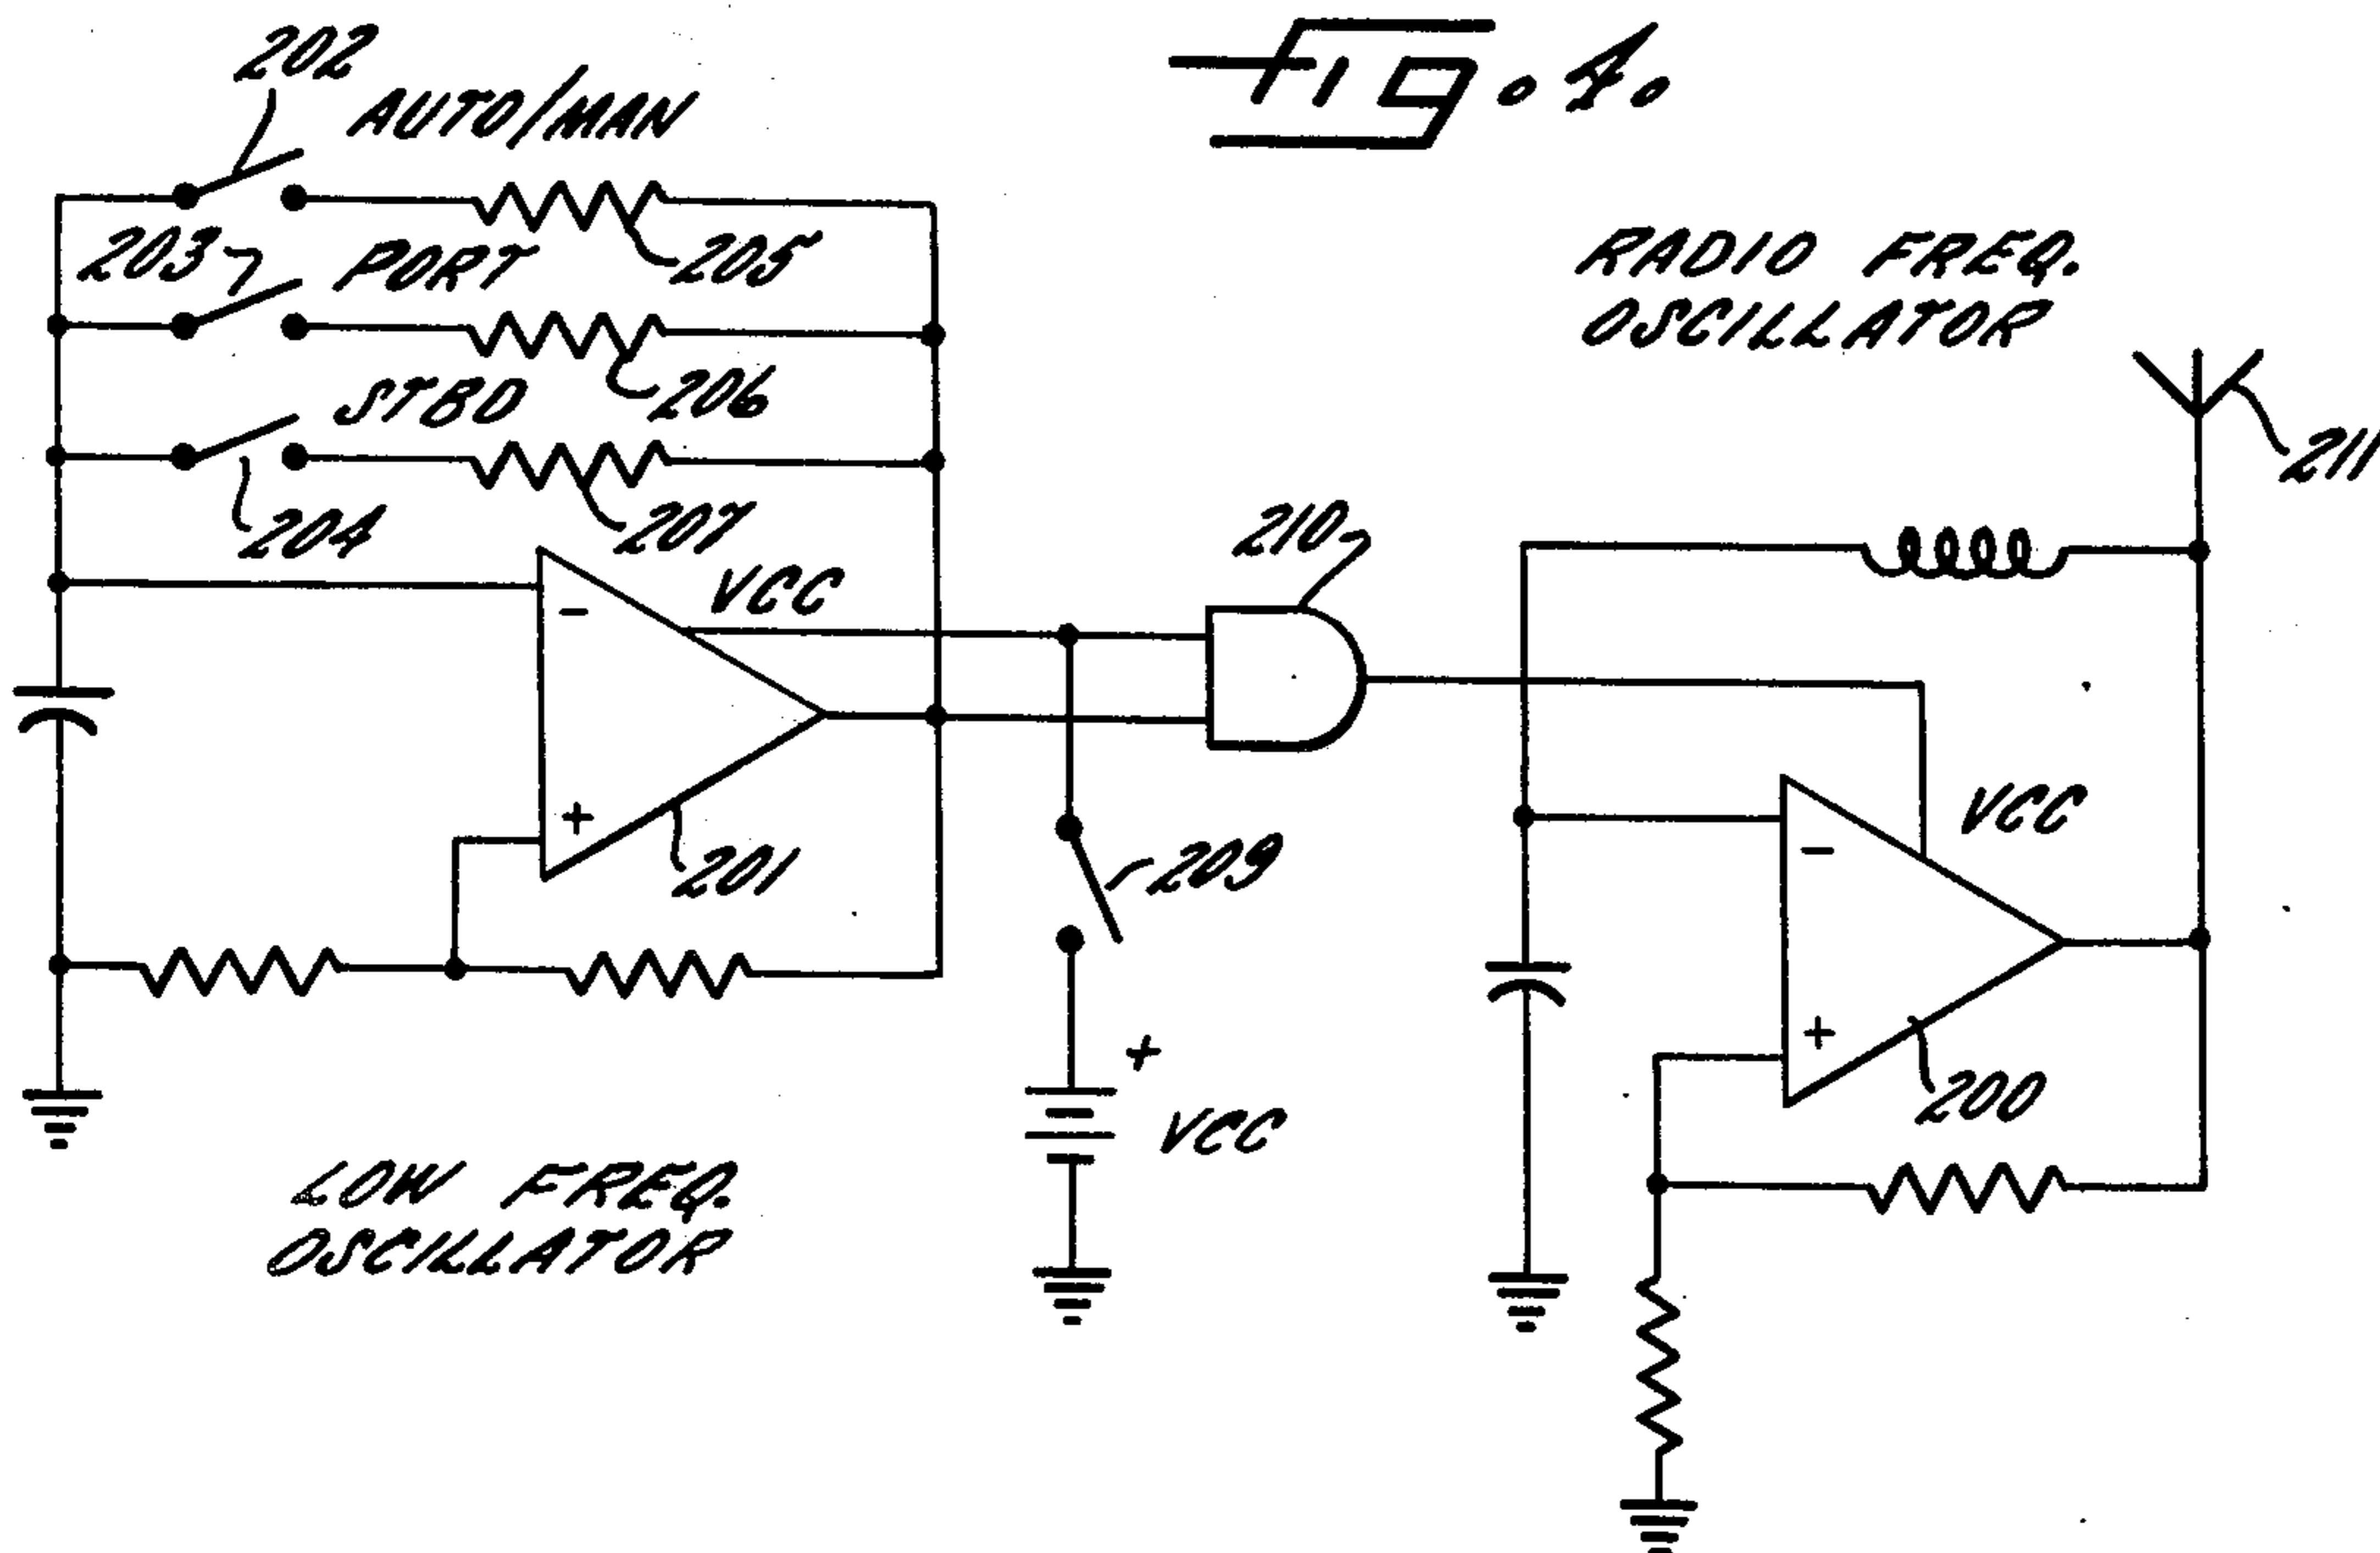 Fig. 4.
202
AUTO/MAN
203
PORT
205
STBD
206
204
207
RADIO FREQ.
OSCILLATOR
211
210
VCC
-
+
201
209
VCC
-
+
200
+
VCC
LOW FREQ.
OSCILLATOR